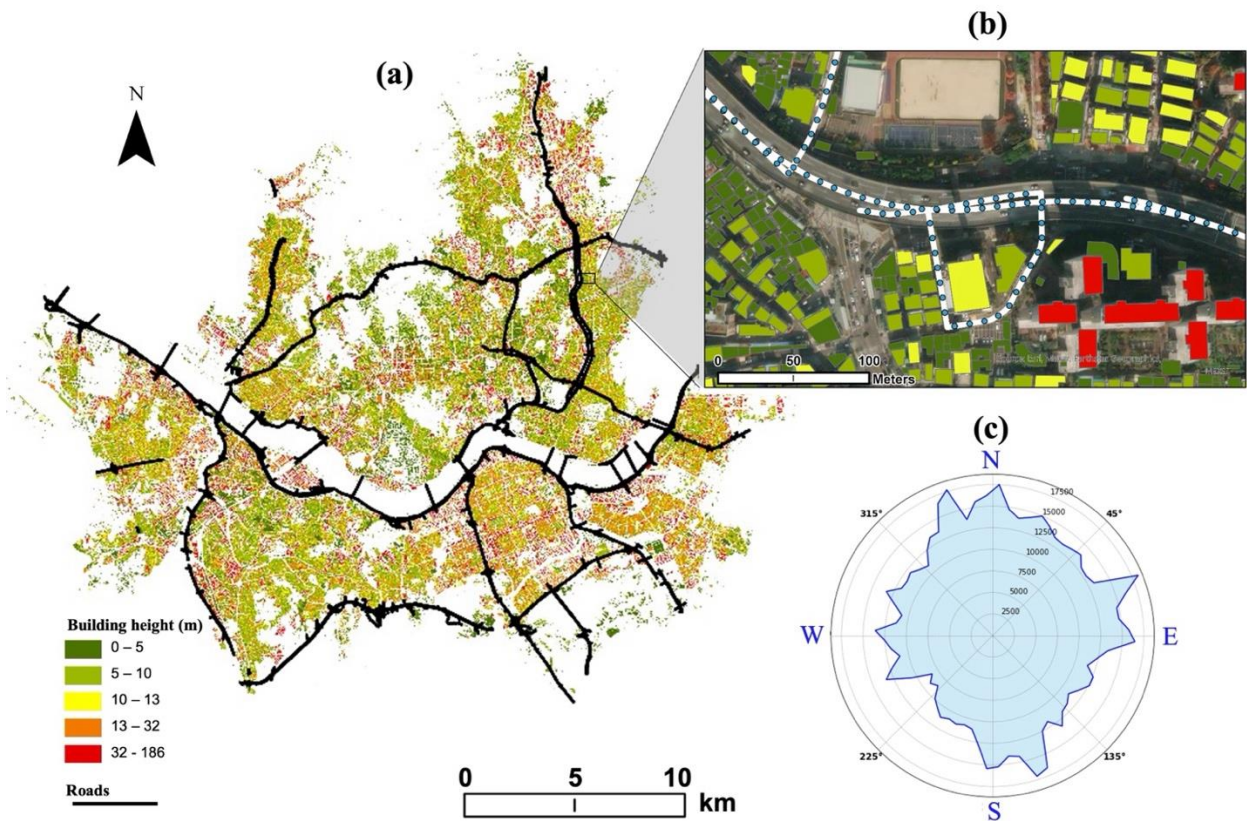 (a)
(b)
N
0 50 100
Meters
Building height (m)
0 – 5
5 – 10
10 – 13
13 – 32
32 - 186
Roads
0 5 10
km
(c)
N
315°
45°
17500
15000
12500
10000
7500
5000
2500
W
E
225°
135°
S